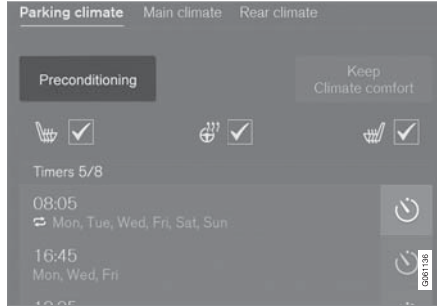 Parking climate Main climate Rear climate
Preconditioning
Keep
Climate comfort
Timers 5/8
08:05
Mon, Tue, Wed, Fri, Sat, Sun
16:45
Mon, Wed, Fri
G061136